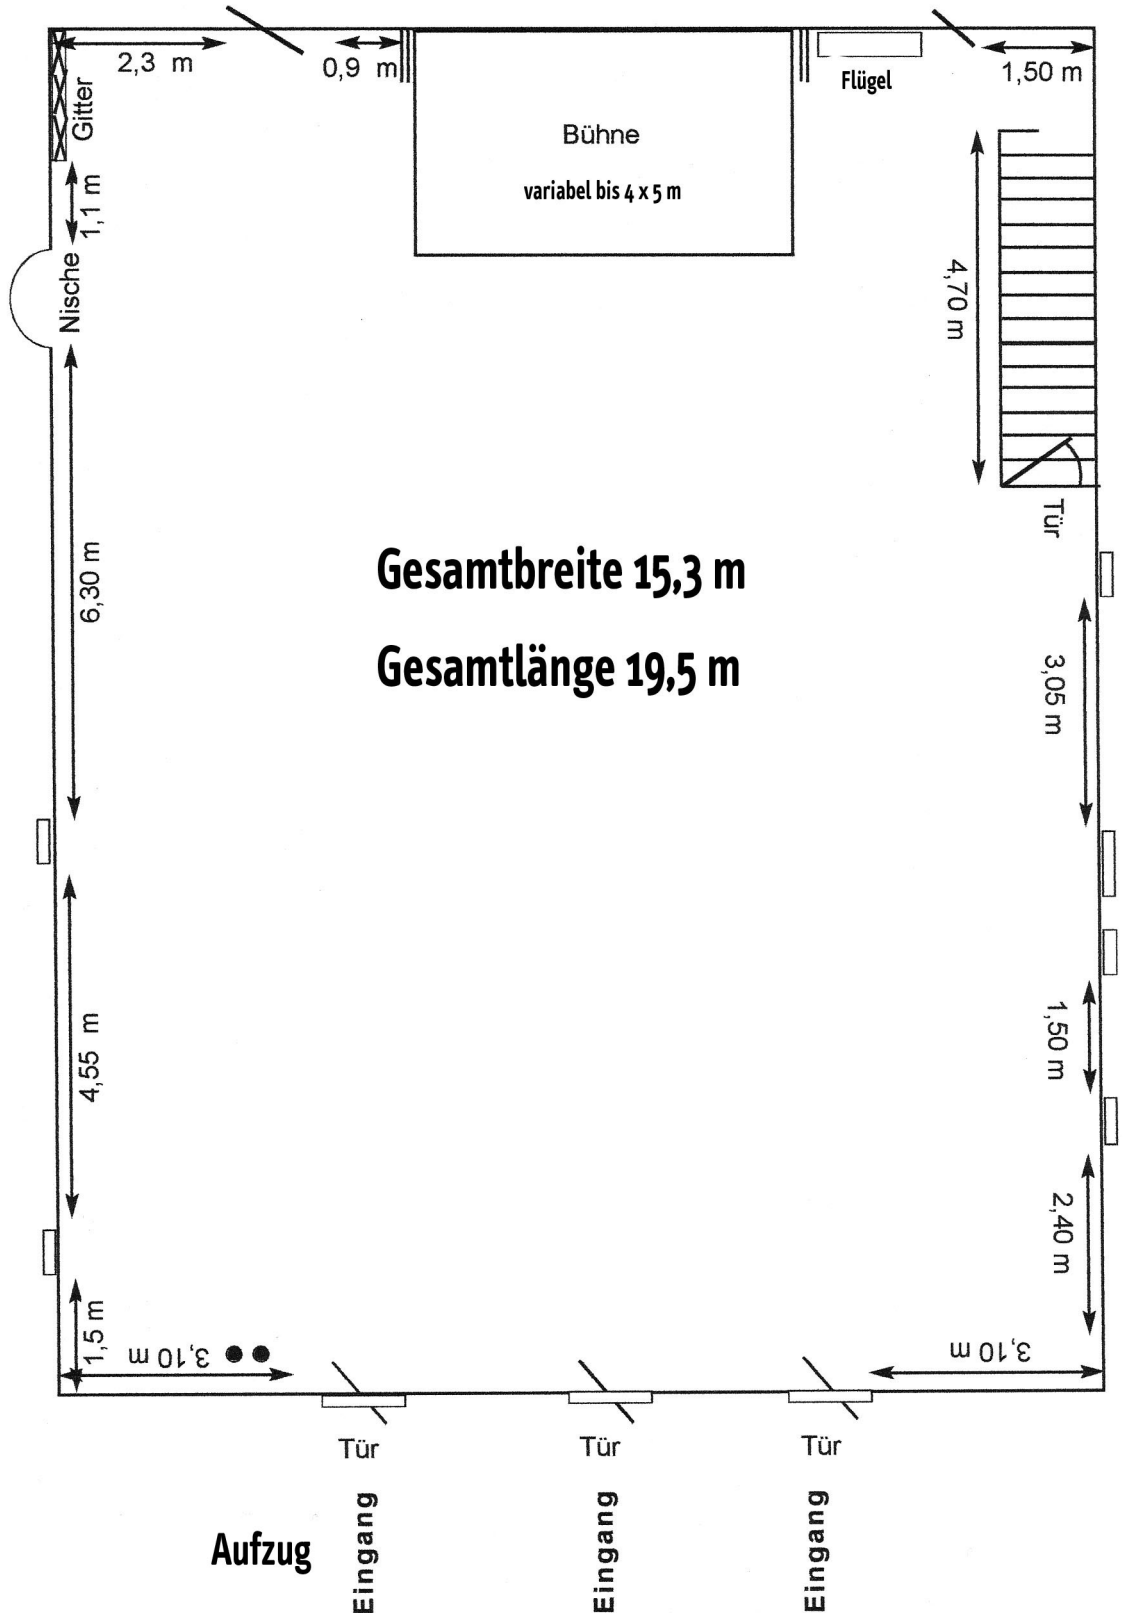 2,3 m
0,9 m
Flügel
1,50 m
Gitter
Bühne
variabel bis 4 x 5 m
1,1 m
Nische
4,70 m
Tür
Gesamtbreite 15,3 m
6,30 m
Gesamtlänge 19,5 m
3,05 m
4,55 m
1,50 m
2,40 m
1,5 m
3,10 m
3,10 m
Tür
Tür
Tür
Aufzug
Eingang
Eingang
Eingang